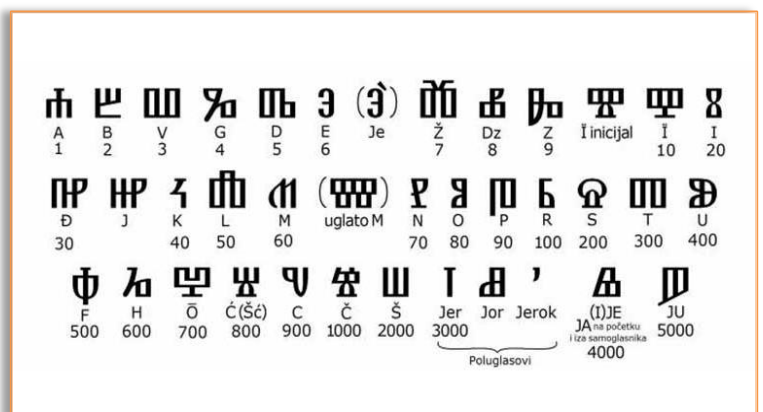 Ⰰ Ⰱ Ⰲ Ⰳ Ⰴ Ⰵ (Ⰵ̀) Ⰶ Ⰷ Ⰸ Ⰺ Ⰹ Ⰻ
A B V G D E Je Ž Dz Z Ï inicijal Ï I
1 2 3 4 5 6 7 8 9 10 20
Ⰼ Ⰼ Ⰽ Ⰾ Ⰿ (Ⱞ) Ⱀ Ⱁ Ⱂ Ⱃ Ⱄ Ⱅ Ⱆ
Đ J K L M uglato M N O P R S T U
30 40 50 60 70 80 90 100 200 300 400
Ⱇ Ⱈ Ⱉ Ⱋ Ⱌ Ⱍ Ⱎ Ⱜ Ⱏ ’ Ⱑ Ⱓ
F H Ō Ć(Šć) C Č Š Jer Jor Jerok (I)JE JU
500 600 700 800 900 1000 2000 3000 JA na početku 5000
i iza samoglasnika
4000
Poluglasovi